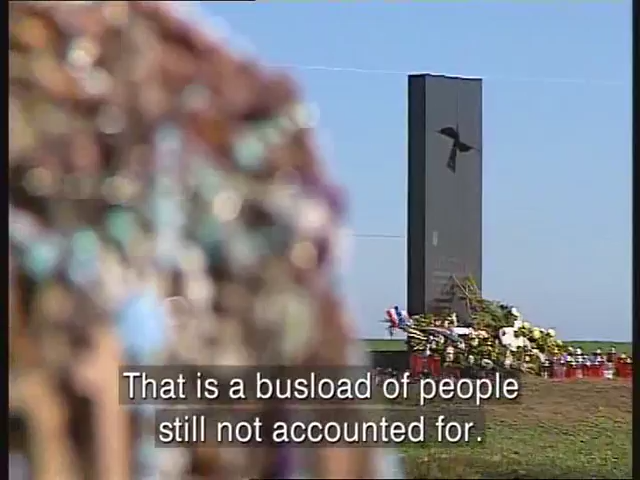 That is a busload of people
still not accounted for.